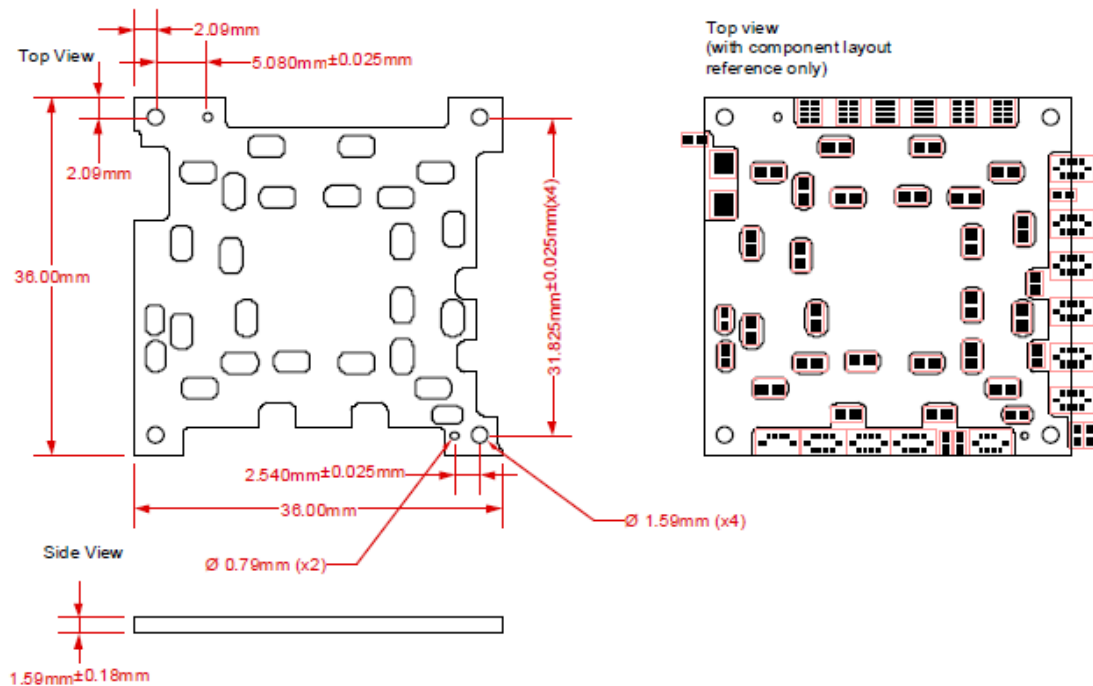 2.09mm
Top View
5.080mm±0.025mm
Top view
(with component layout
reference only)
2.09mm
36.00mm
31.825mm±0.025mm(x4)
2.540mm±0.025mm
36.00mm
Ø 1.59mm (x4)
Side View
Ø 0.79mm (x2)
1.59mm±0.18mm